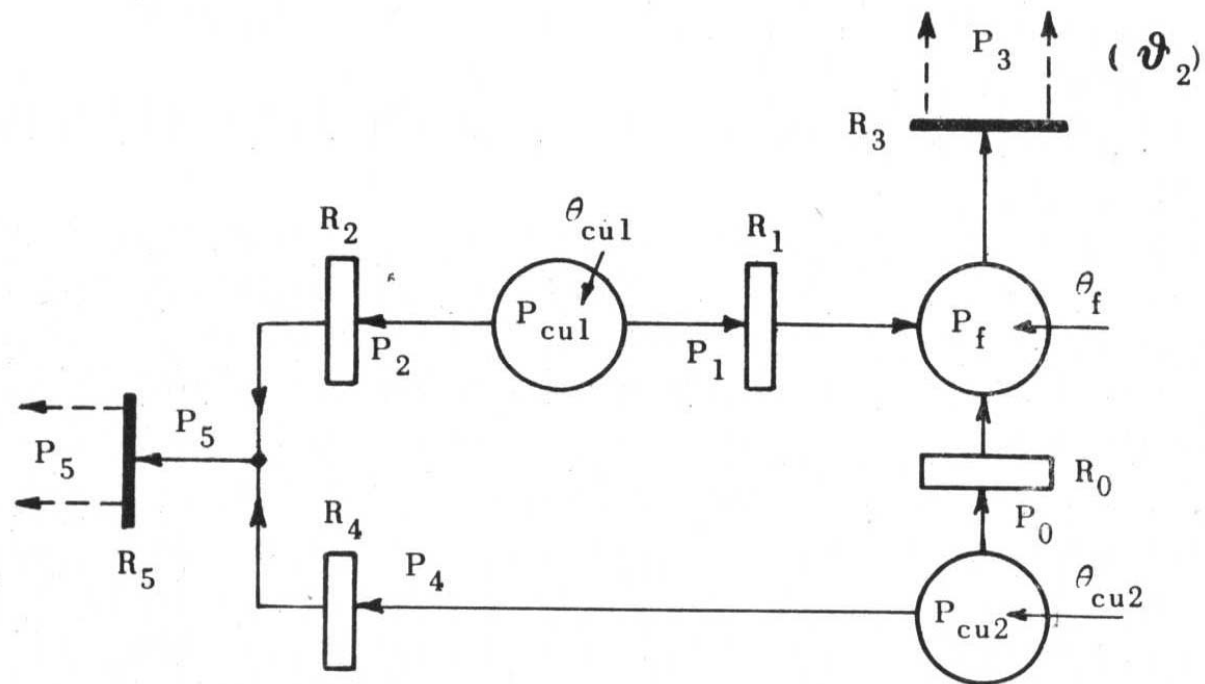 P₃ ( ϑ₂)
R₃
R₂ θcu1 R₁
θf
Pcu1 Pf
P₂ P₁
P₅
P₅ R₀
R₄ P₀
R₅ P₄ θcu2
Pcu2